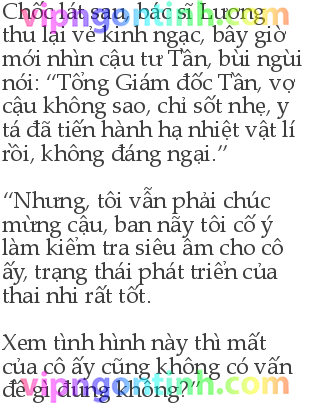 Chốc lát sau, bác sĩ Lương
thu lại vẻ kinh ngạc, bây giờ
mới nhìn cậu tư Tần, bùi ngùi
nói: “Tổng Giám đốc Tần, vợ
cậu không sao, chỉ sốt nhẹ, y
tá đã tiến hành hạ nhiệt vật lí
rồi, không đáng ngại.”
“Nhưng, tôi vẫn phải chúc
mừng cậu, ban nãy tôi cố ý
làm kiểm tra siêu âm cho cô
ấy, trạng thái phát triển của
thai nhi rất tốt.
Xem tình hình này thì mắt
của cô ấy cũng không có vấn
đề gì đúng không?”
vipngontinh.com
vipngontinh.com